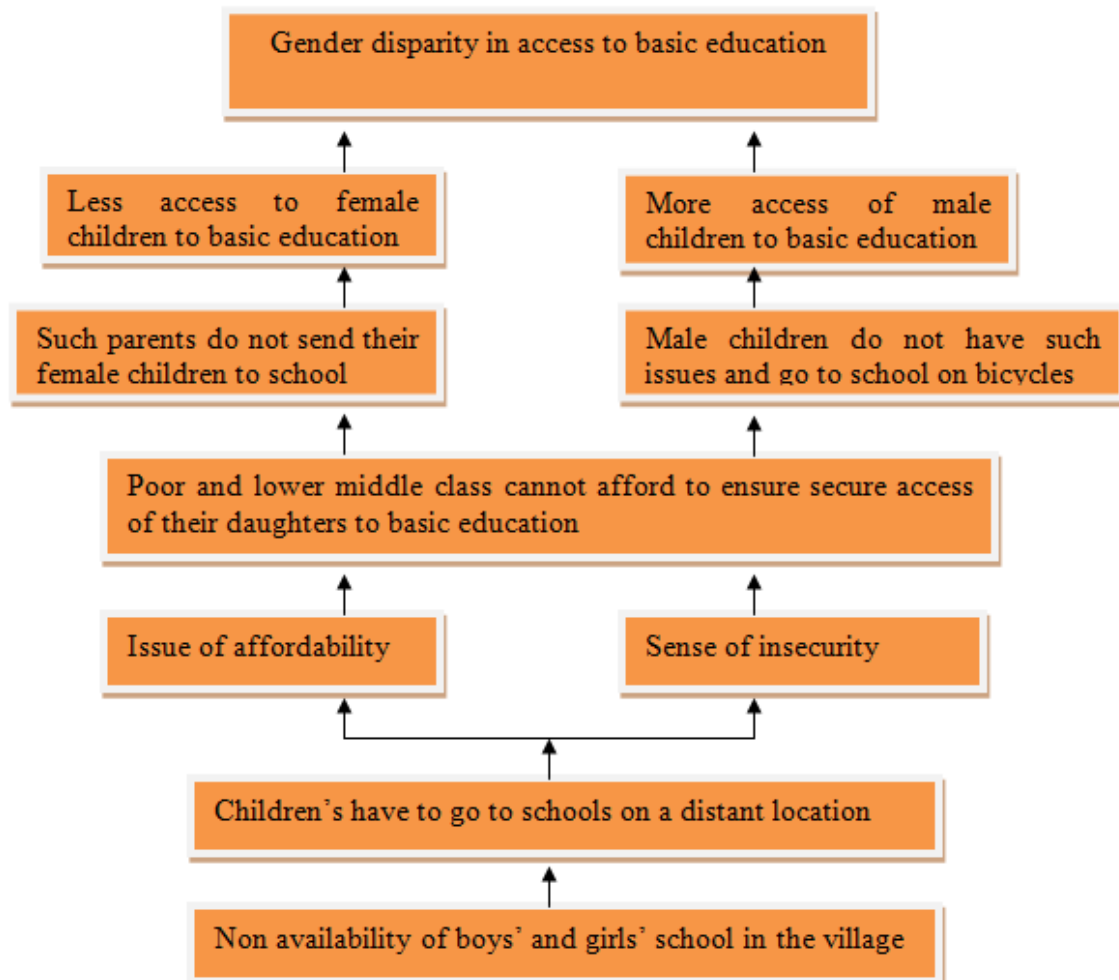 Gender disparity in access to basic education
Less access to female
children to basic education
More access of male
children to basic education
Such parents do not send their
female children to school
Male children do not have such
issues and go to school on bicycles
Poor and lower middle class cannot afford to ensure secure access
of their daughters to basic education
Issue of affordability
Sense of insecurity
Children’s have to go to schools on a distant location
Non availability of boys’ and girls’ school in the village